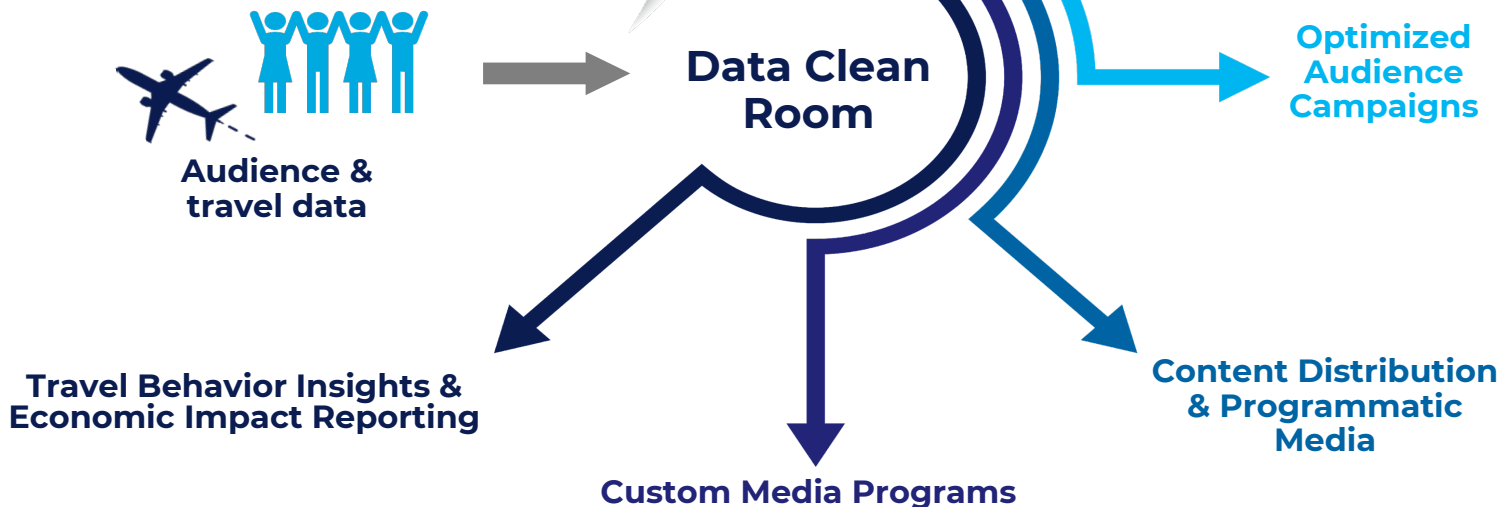 Data Clean
Room
Optimized
Audience
Campaigns
Audience &
travel data
Travel Behavior Insights &
Economic Impact Reporting
Content Distribution
& Programmatic
Media
Custom Media Programs